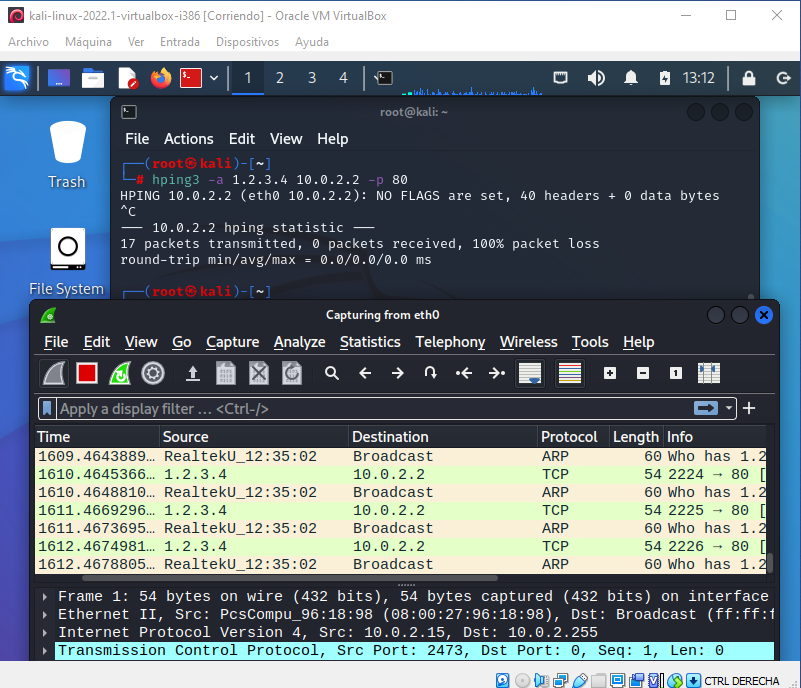 kali-linux-2022.1-virtualbox-i386 [Corriendo] - Oracle VM VirtualBox
Archivo Máquina Ver Entrada Dispositivos Ayuda
1 2 3 4 13:12
root@kali: ~
File Actions Edit View Help
Trash
File System
┌──(root㉿kali)-[~]
└─# hping3 -a 1.2.3.4 10.0.2.2 -p 80
HPING 10.0.2.2 (eth0 10.0.2.2): NO FLAGS are set, 40 headers + 0 data bytes
^C
--- 10.0.2.2 hping statistic ---
17 packets transmitted, 0 packets received, 100% packet loss
round-trip min/avg/max = 0.0/0.0/0.0 ms
┌──(root㉿kali)-[~]
Capturing from eth0
File Edit View Go Capture Analyze Statistics Telephony Wireless Tools Help
Apply a display filter … <Ctrl-/>
Time Source Destination Protocol Length Info
1609.4643889… RealtekU_12:35:02 Broadcast ARP 60 Who has 1.2
1610.4645366… 1.2.3.4 10.0.2.2 TCP 54 2224 → 80 [
1610.4648810… RealtekU_12:35:02 Broadcast ARP 60 Who has 1.2
1611.4669296… 1.2.3.4 10.0.2.2 TCP 54 2225 → 80 [
1611.4673695… RealtekU_12:35:02 Broadcast ARP 60 Who has 1.2
1612.4674981… 1.2.3.4 10.0.2.2 TCP 54 2226 → 80 [
1612.4678805… RealtekU_12:35:02 Broadcast ARP 60 Who has 1.2
Frame 1: 54 bytes on wire (432 bits), 54 bytes captured (432 bits) on interface
Ethernet II, Src: PcsCompu_96:18:98 (08:00:27:96:18:98), Dst: Broadcast (ff:ff:f
Internet Protocol Version 4, Src: 10.0.2.15, Dst: 10.0.2.255
Transmission Control Protocol, Src Port: 2473, Dst Port: 0, Seq: 1, Len: 0
CTRL DERECHA